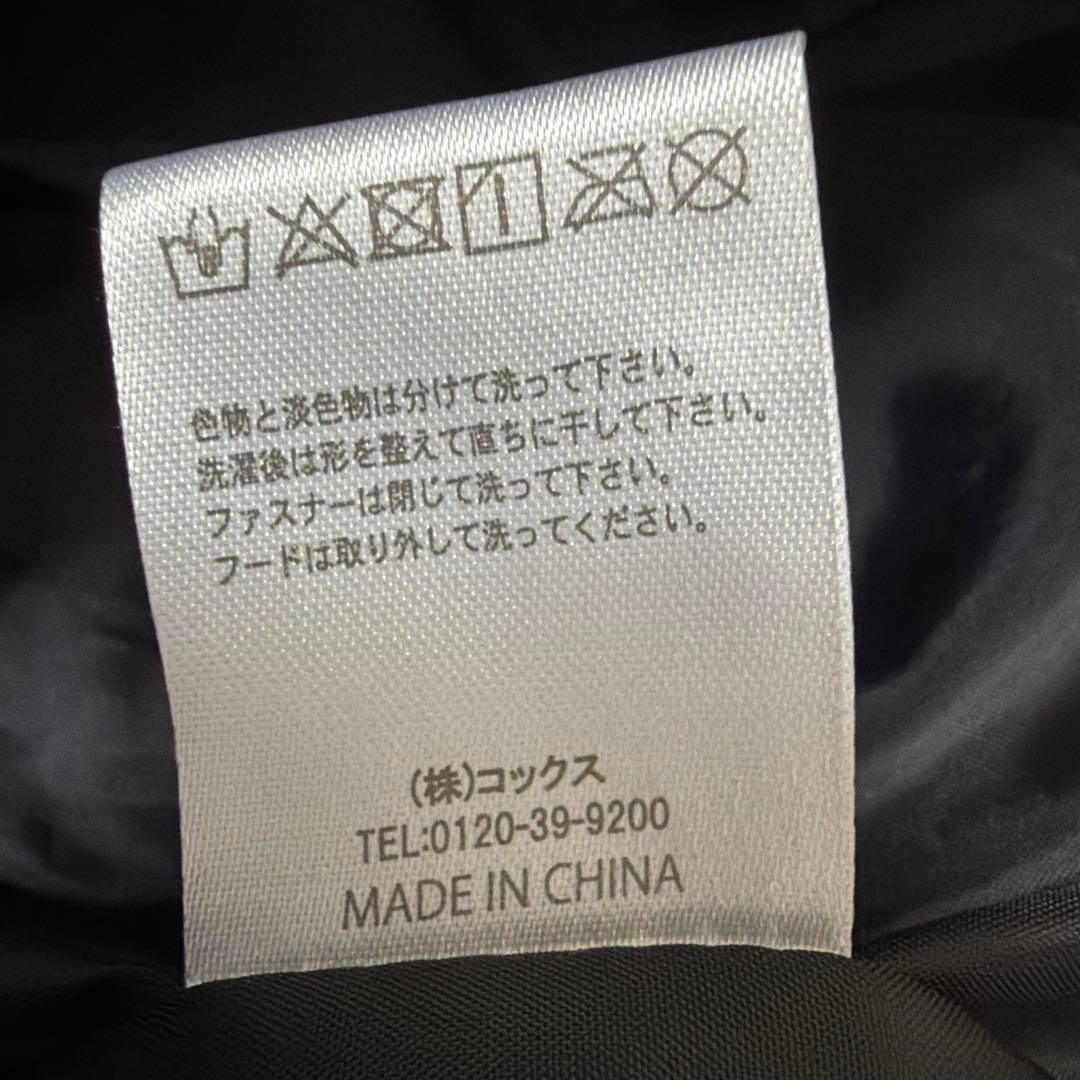 色物と淡色物は分けて洗って下さい。
洗濯後は形を整えて直ちに干して下さい。
ファスナーは閉じて洗って下さい。
フードは取り外して洗ってください。
(株)コックス
TEL:0120-39-9200
MADE IN CHINA